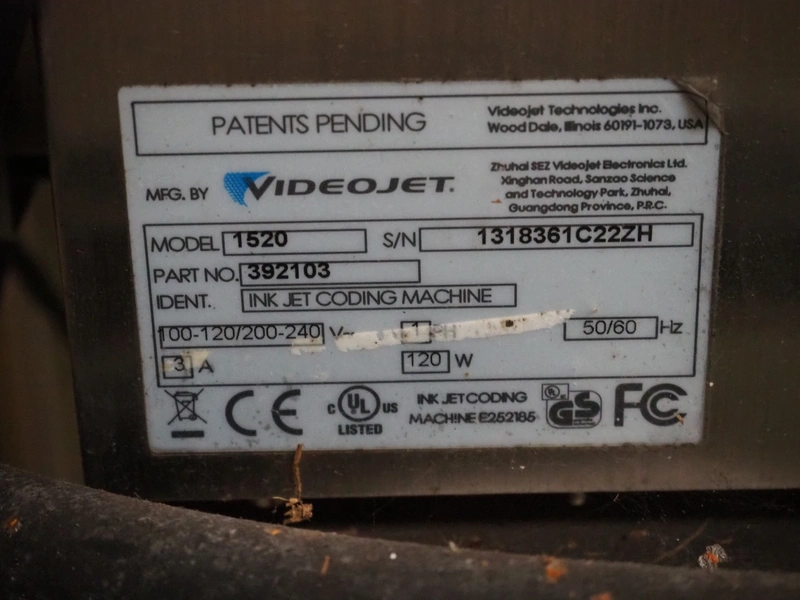 PATENTS PENDING
Videojet Technologies Inc.
Wood Dale, Illinois 60191-1073, USA
MFG. BY VIDEOJET.
Zhuhai SEZ Videojet Electronics Ltd.
Xinghan Road, Sanzao Science
and Technology Park, Zhuhai,
Guangdong Province, P.R.C.
MODEL 1520 S/N 1318361C22ZH
PART NO. 392103
IDENT. INK JET CODING MACHINE
100-120/200-240 V~ 1 PH 50/60 Hz
3 A 120 W
CE c UL US LISTED
INK JET CODING
MACHINE E252185
UL GS FC